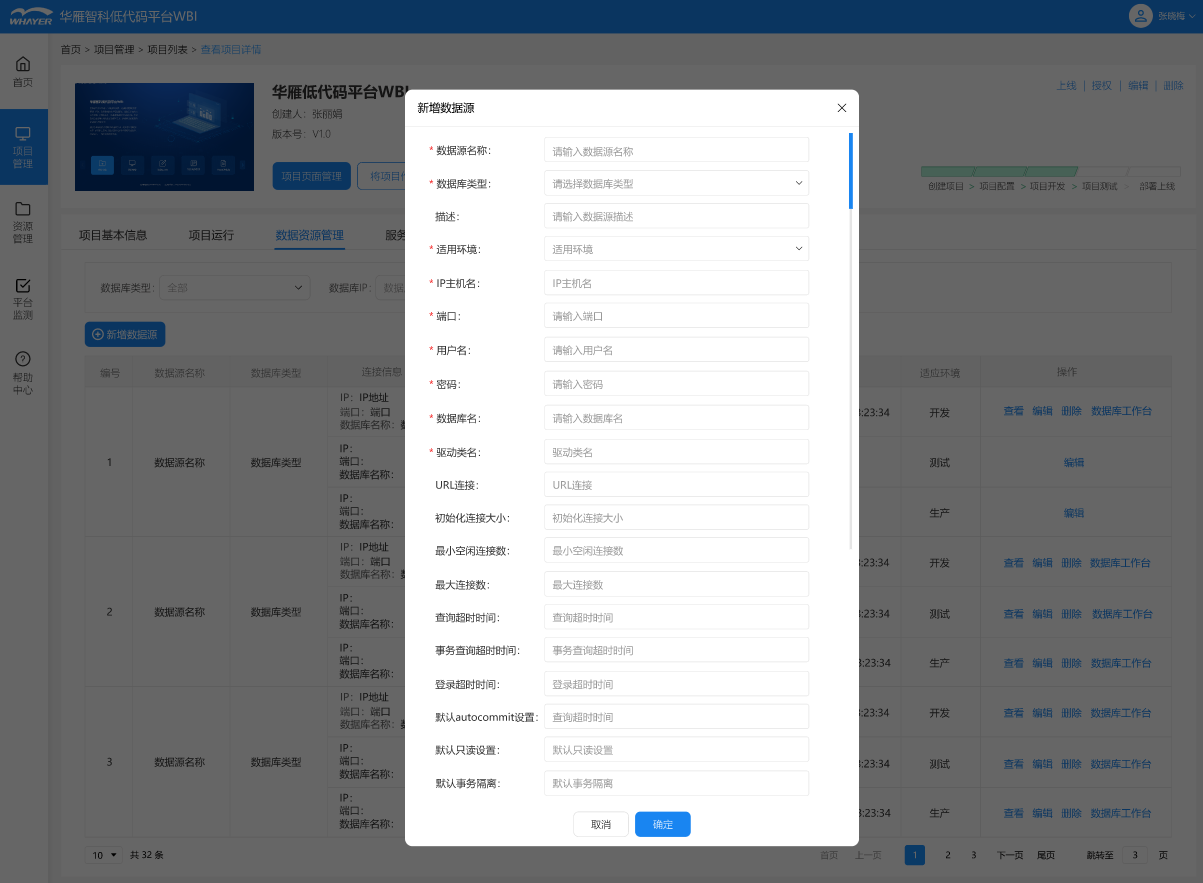 WHAYER 华雁智科低代码平台WBI
张晓梅
首页 > 项目管理 > 项目列表 > 查看项目详情
首页
项目管理
资源管理
平台监测
帮助中心
华雁低代码平台WBI
创建人：张丽娟
版本号：V1.0
项目页面管理
将项目
上线 | 授权 | 编辑 | 删除
创建项目 > 项目配置 > 项目开发 > 项目测试 > 部署上线
项目基本信息 项目运行 数据资源管理 服务
数据库类型: 全部 数据库IP: 数据
新增数据源
编号 数据源名称 数据库类型 连接信息 适应环境 操作
IP: IP地址
端口: 端口
数据库名称:
3:23:34 开发 查看 编辑 删除 数据库工作台
1 数据源名称 数据库类型
IP:
端口:
数据库名称:
测试 编辑
IP:
端口:
数据库名称:
生产 编辑
IP: IP地址
端口: 端口
数据库名称:
3:23:34 开发 查看 编辑 删除 数据库工作台
2 数据源名称 数据库类型
IP:
端口:
数据库名称:
3:23:34 测试 查看 编辑 删除 数据库工作台
IP:
端口:
数据库名称:
3:23:34 生产 查看 编辑 删除 数据库工作台
IP: IP地址
端口: 端口
数据库名称:
3:23:34 开发 查看 编辑 删除 数据库工作台
3 数据源名称 数据库类型
IP:
端口:
数据库名称:
3:23:34 测试 查看 编辑 删除 数据库工作台
IP:
端口:
数据库名称:
3:23:34 生产 查看 编辑 删除 数据库工作台
10 共 32 条
首页 上一页 1 2 3 下一页 尾页 跳转至 3 页
新增数据源
* 数据源名称: 请输入数据源名称
* 数据库类型: 请选择数据库类型
描述: 请输入数据源描述
* 适用环境: 适用环境
* IP主机名: IP主机名
* 端口: 请输入端口
* 用户名: 请输入用户名
* 密码: 请输入密码
* 数据库名: 请输入数据库名
* 驱动类名: 驱动类名
URL连接: URL连接
初始化连接大小: 初始化连接大小
最小空闲连接数: 最小空闲连接数
最大连接数: 最大连接数
查询超时时间: 查询超时时间
事务查询超时时间: 事务查询超时时间
登录超时时间: 登录超时时间
默认autocommit设置: 查询超时时间
默认只读设置: 默认只读设置
默认事务隔离: 默认事务隔离
取消 确定